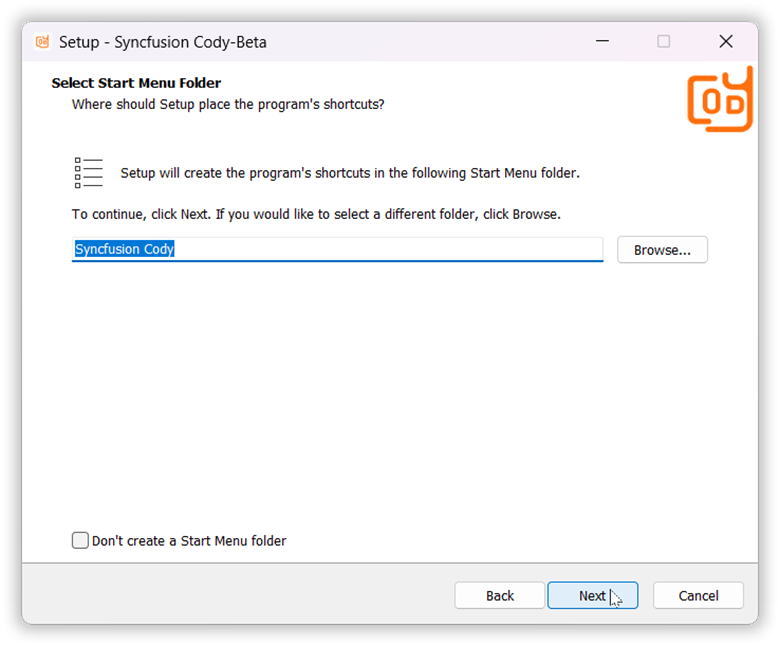 Setup - Syncfusion Cody-Beta
Select Start Menu Folder
Where should Setup place the program's shortcuts?
Setup will create the program's shortcuts in the following Start Menu folder.
To continue, click Next. If you would like to select a different folder, click Browse.
Syncfusion Cody
Browse...
Don't create a Start Menu folder
Back
Next
Cancel